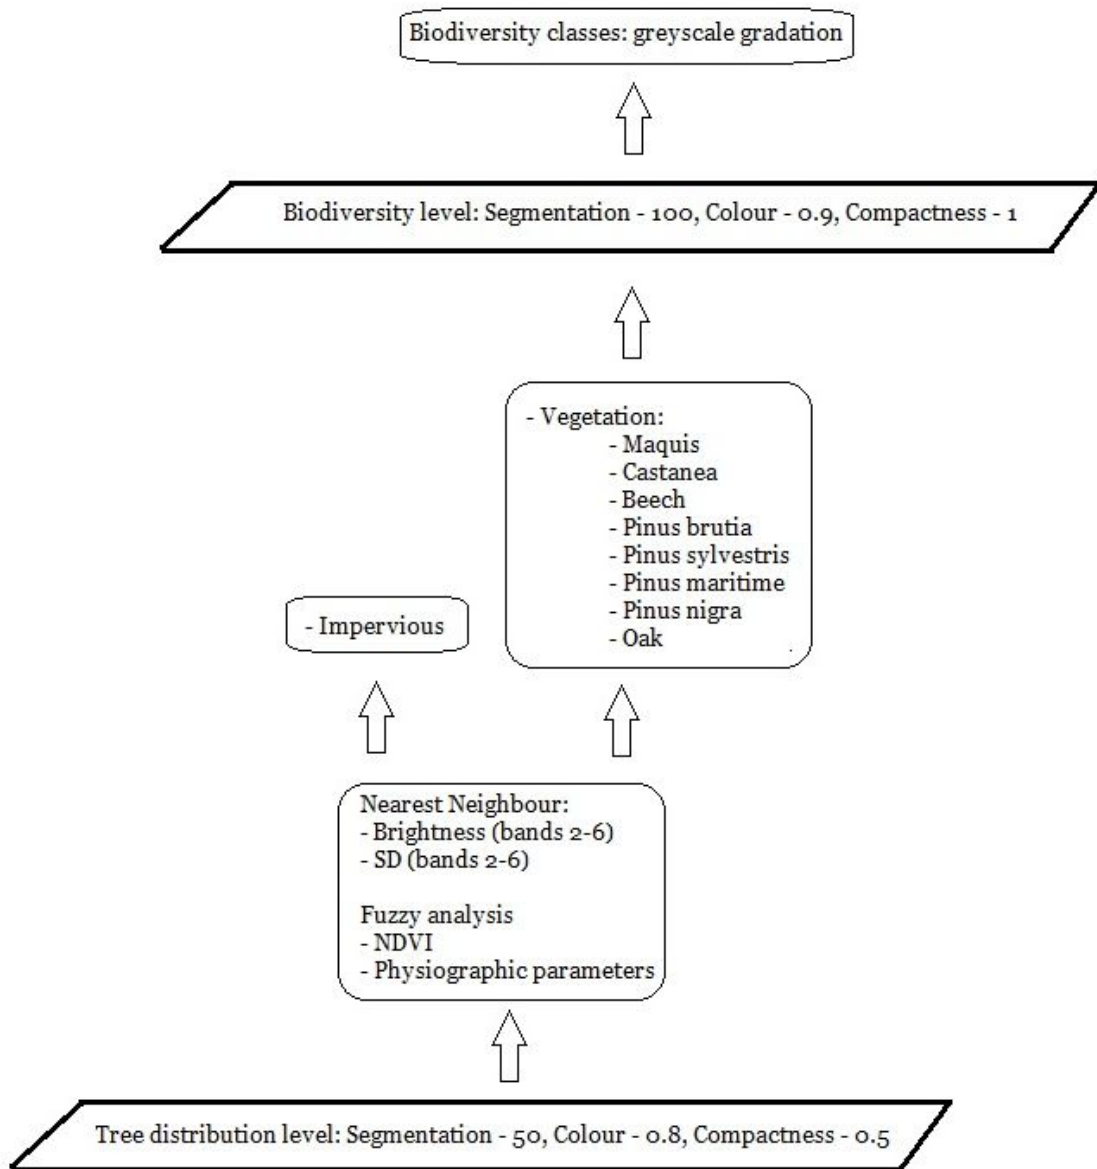 Biodiversity classes: greyscale gradation
Biodiversity level: Segmentation - 100, Colour - 0.9, Compactness - 1
- Vegetation:
- Maquis
- Castanea
- Beech
- Pinus brutia
- Pinus sylvestris
- Pinus maritime
- Pinus nigra
- Oak
- Impervious
Nearest Neighbour:
- Brightness (bands 2-6)
- SD (bands 2-6)
Fuzzy analysis
- NDVI
- Physiographic parameters
Tree distribution level: Segmentation - 50, Colour - 0.8, Compactness - 0.5